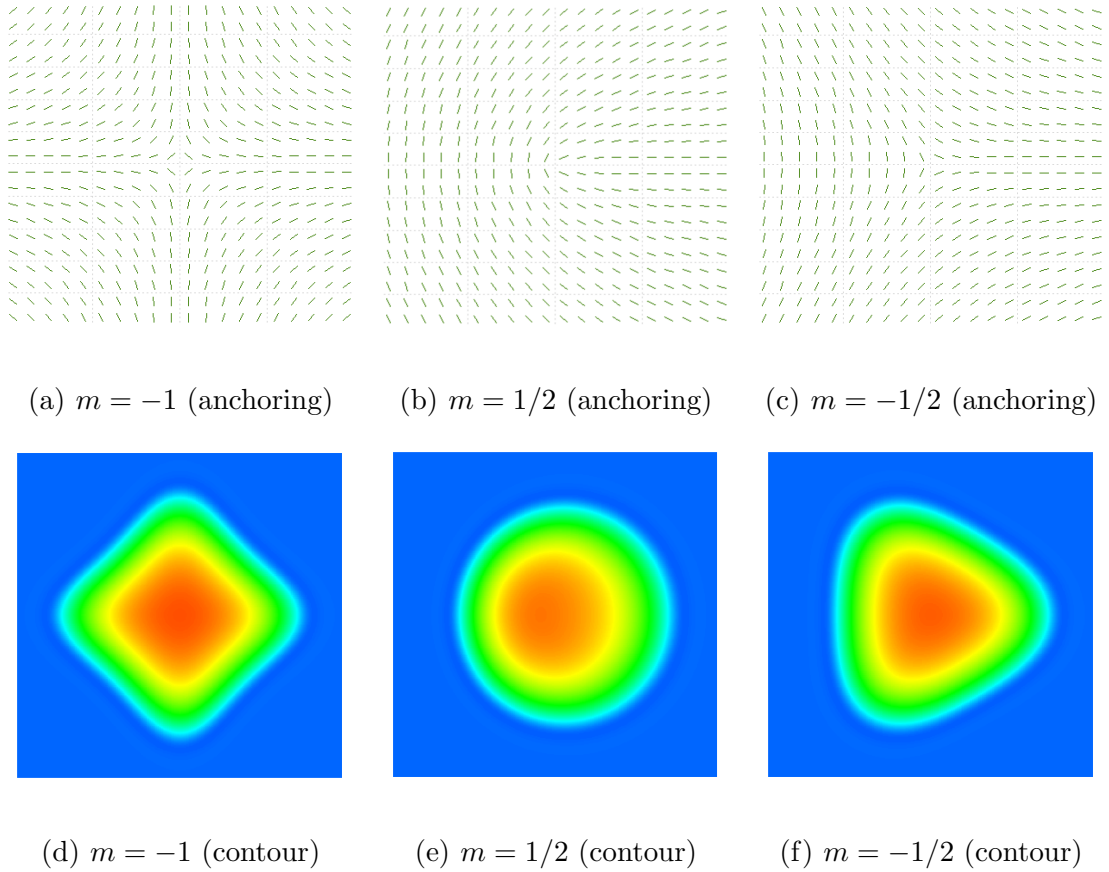 (a) m = −1 (anchoring) (b) m = 1/2 (anchoring) (c) m = −1/2 (anchoring)
(d) m = −1 (contour) (e) m = 1/2 (contour) (f) m = −1/2 (contour)